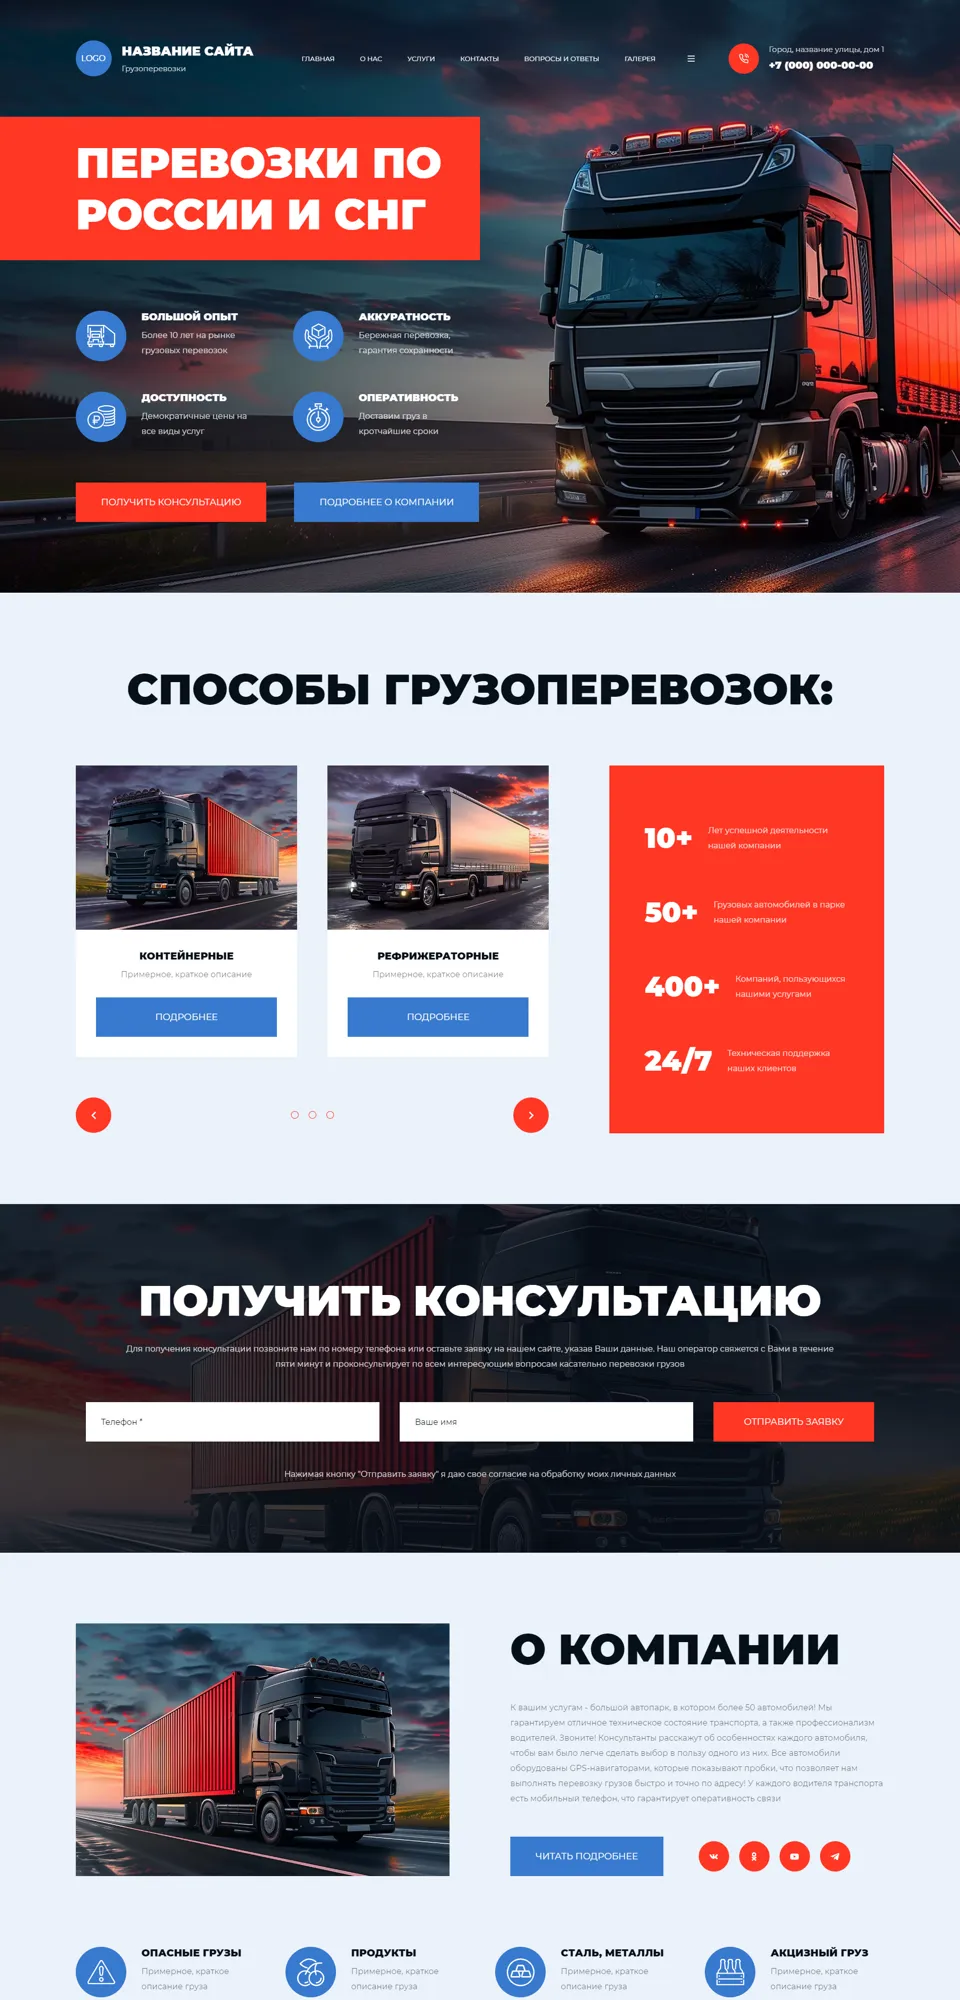 LOGO
НАЗВАНИЕ САЙТА
Грузоперевозки
ГЛАВНАЯ
О НАС
УСЛУГИ
КОНТАКТЫ
ВОПРОСЫ И ОТВЕТЫ
ГАЛЕРЕЯ
Город, название улицы, дом 1
+7 (000) 000-00-00
ПЕРЕВОЗКИ ПО
РОССИИ И СНГ
БОЛЬШОЙ ОПЫТ
Более 10 лет на рынке
грузовых перевозок
АККУРАТНОСТЬ
Бережная перевозка,
гарантия сохранности
ДОСТУПНОСТЬ
Демократичные цены на
все виды услуг
ОПЕРАТИВНОСТЬ
Доставим груз в
кротчайшие сроки
ПОЛУЧИТЬ КОНСУЛЬТАЦИЮ
ПОДРОБНЕЕ О КОМПАНИИ
СПОСОБЫ ГРУЗОПЕРЕВОЗОК:
КОНТЕЙНЕРНЫЕ
Примерное, краткое описание
ПОДРОБНЕЕ
РЕФРИЖЕРАТОРНЫЕ
Примерное, краткое описание
ПОДРОБНЕЕ
10+
Лет успешной деятельности
нашей компании
50+
Грузовых автомобилей в парке
нашей компании
400+
Компаний, пользующихся
нашими услугами
24/7
Техническая поддержка
наших клиентов
ПОЛУЧИТЬ КОНСУЛЬТАЦИЮ
Для получения консультации позвоните нам по номеру телефона или оставьте заявку на нашем сайте, указав Ваши данные. Наш оператор свяжется с Вами в течение
пяти минут и проконсультирует по всем интересующим вопросам касательно перевозки грузов
Телефон *
Ваше имя
ОТПРАВИТЬ ЗАЯВКУ
Нажимая кнопку "Отправить заявку" я даю свое согласие на обработку моих личных данных
О КОМПАНИИ
К вашим услугам - большой автопарк, в котором более 50 автомобилей! Мы
гарантируем отличное техническое состояние транспорта, а также профессионализм
водителей. Звоните! Консультанты расскажут об особенностях каждого автомобиля,
чтобы вам было легче сделать выбор в пользу одного из них. Все автомобили
оборудованы GPS-навигаторами, которые показывают пробки, что позволяет нам
выполнять перевозку грузов быстро и точно по адресу! У каждого водителя транспорта
есть мобильный телефон, что гарантирует оперативность связи
ЧИТАТЬ ПОДРОБНЕЕ
ОПАСНЫЕ ГРУЗЫ
Примерное, краткое
описание груза
ПРОДУКТЫ
Примерное, краткое
описание груза
СТАЛЬ, МЕТАЛЛЫ
Примерное, краткое
описание груза
АКЦИЗНЫЙ ГРУЗ
Примерное, краткое
описание груза